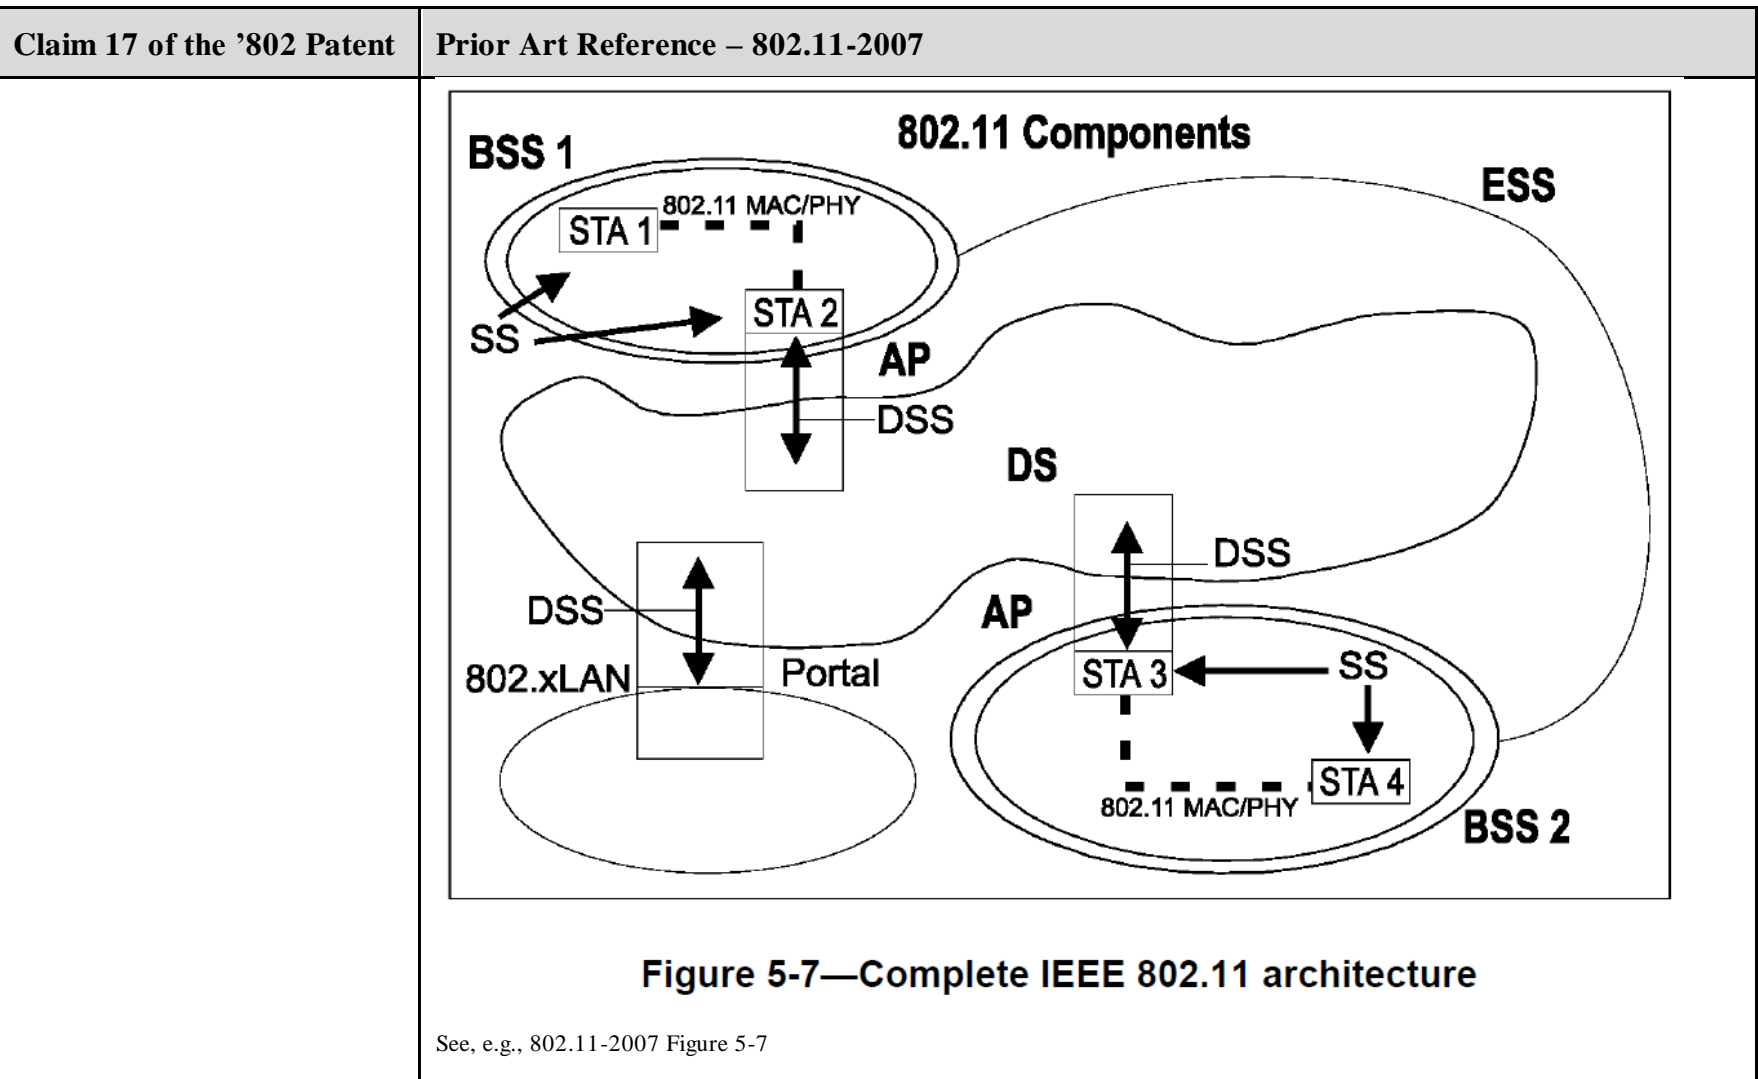 Claim 17 of the ’802 Patent
Prior Art Reference – 802.11-2007
802.11 Components
BSS 1
ESS
802.11 MAC/PHY
STA 1
STA 2
SS
AP
DSS
DS
DSS
DSS
AP
802.xLAN
Portal
STA 3
SS
STA 4
802.11 MAC/PHY
BSS 2
Figure 5-7—Complete IEEE 802.11 architecture
See, e.g., 802.11-2007 Figure 5-7